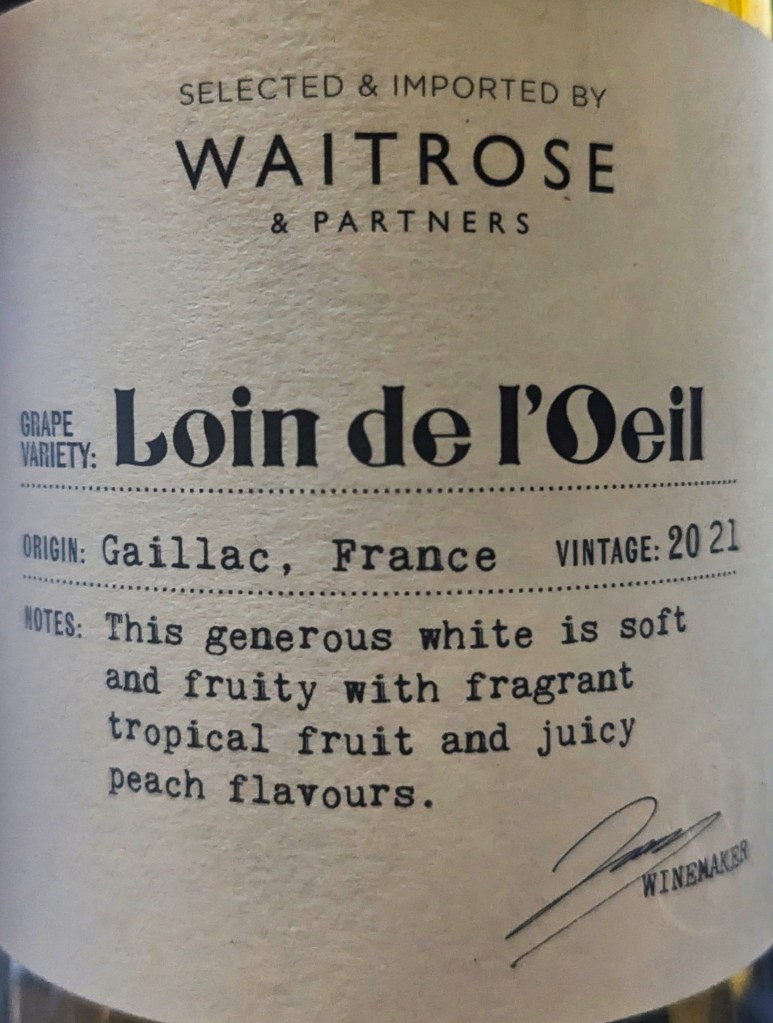 SELECTED & IMPORTED BY
WAITROSE
& PARTNERS
GRAPE
VARIETY: Loin de l'Oeil
ORIGIN: Gaillac, France VINTAGE: 2021
NOTES: This generous white is soft
and fruity with fragrant
tropical fruit and juicy
peach flavours.
WINEMAKER